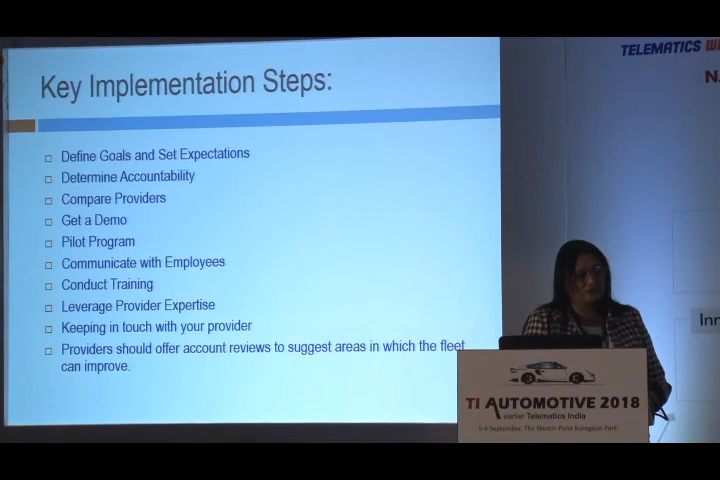 Key Implementation Steps:
Define Goals and Set Expectations
Determine Accountability
Compare Providers
Get a Demo
Pilot Program
Communicate with Employees
Conduct Training
Leverage Provider Expertise
Keeping in touch with your provider
Providers should offer account reviews to suggest areas in which the fleet
can improve.
TELEMATICS
N
Inn
TI AUTOMOTIVE 2018
earlier Telematics India
5-6 September, The Westin Pune Koregaon Park